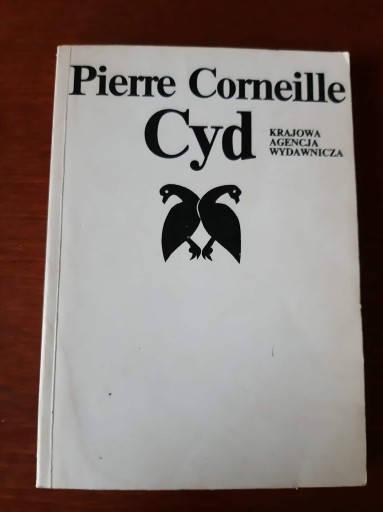 Pierre Corneille
Cyd
KRAJOWA
AGENCJA
WYDAWNICZA